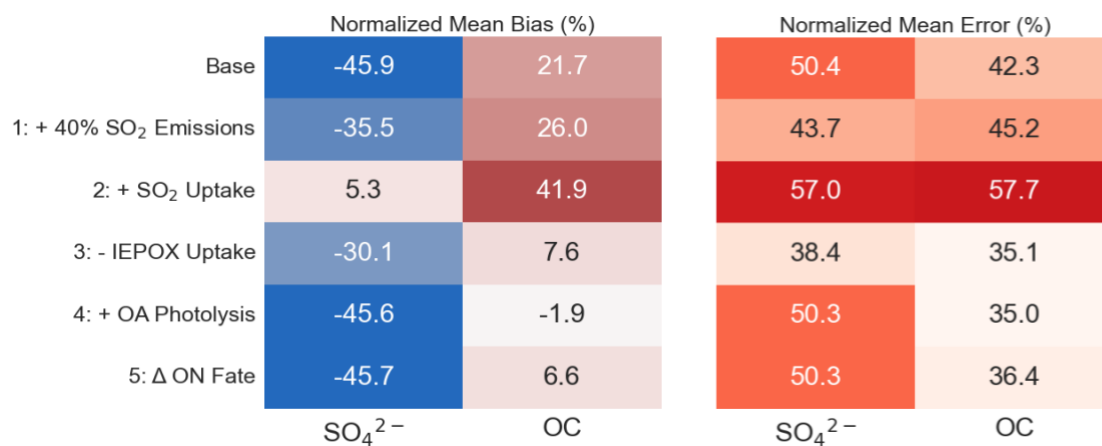 Normalized Mean Bias (%) Normalized Mean Error (%)
Base -45.9 21.7 50.4 42.3
1: + 40% SO₂ Emissions -35.5 26.0 43.7 45.2
2: + SO₂ Uptake 5.3 41.9 57.0 57.7
3: - IEPOX Uptake -30.1 7.6 38.4 35.1
4: + OA Photolysis -45.6 -1.9 50.3 35.0
5: Δ ON Fate -45.7 6.6 50.3 36.4
SO₄²⁻ OC SO₄²⁻ OC